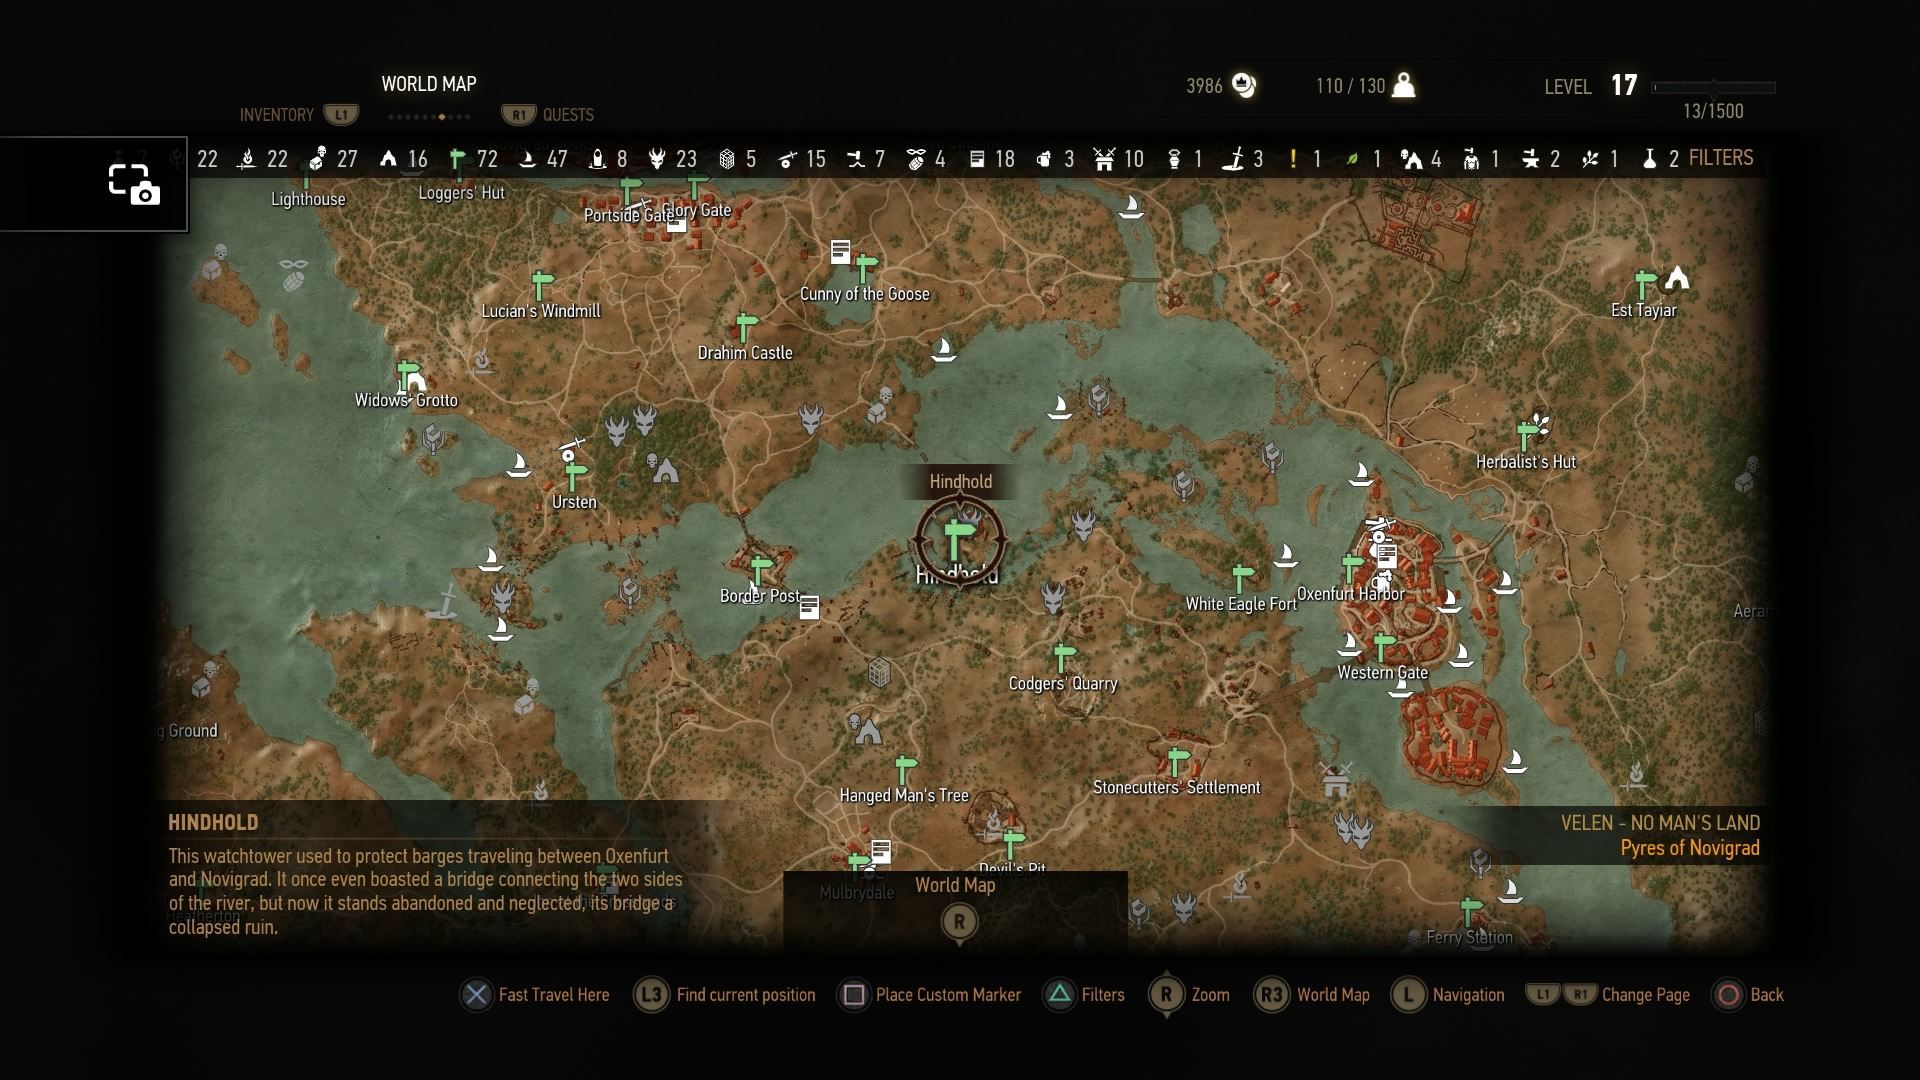 WORLD MAP
3986
110 / 130
LEVEL 17
INVENTORY L1
R1 QUESTS
13/1500
22 22 27 16 72 47 8 23 5 15 7 4 18 3 10 1 3 1 1 4 1 2 1 2 FILTERS
Lighthouse
Loggers' Hut
Portside Gate
Glory Gate
Cunny of the Goose
Lucian's Windmill
Est Tayiar
Drahim Castle
Widows' Grotto
Herbalist's Hut
Hindhold
Ursten
Hindhold
Border Post
White Eagle Fort
Oxenfurt Harbor
Aeram
Codgers' Quarry
Western Gate
ng Ground
Stonecutters' Settlement
Hanged Man's Tree
HINDHOLD
This watchtower used to protect barges traveling between Oxenfurt
and Novigrad. It once even boasted a bridge connecting the two sides
of the river, but now it stands abandoned and neglected, its bridge a
collapsed ruin.
Heatherton
VELEN - NO MAN'S LAND
Pyres of Novigrad
Devil's Pit
Mulbrydale
World Map
R
Ferry Station
Fast Travel Here
L3 Find current position
Place Custom Marker
Filters
R Zoom
R3 World Map
L Navigation
L1 R1 Change Page
Back